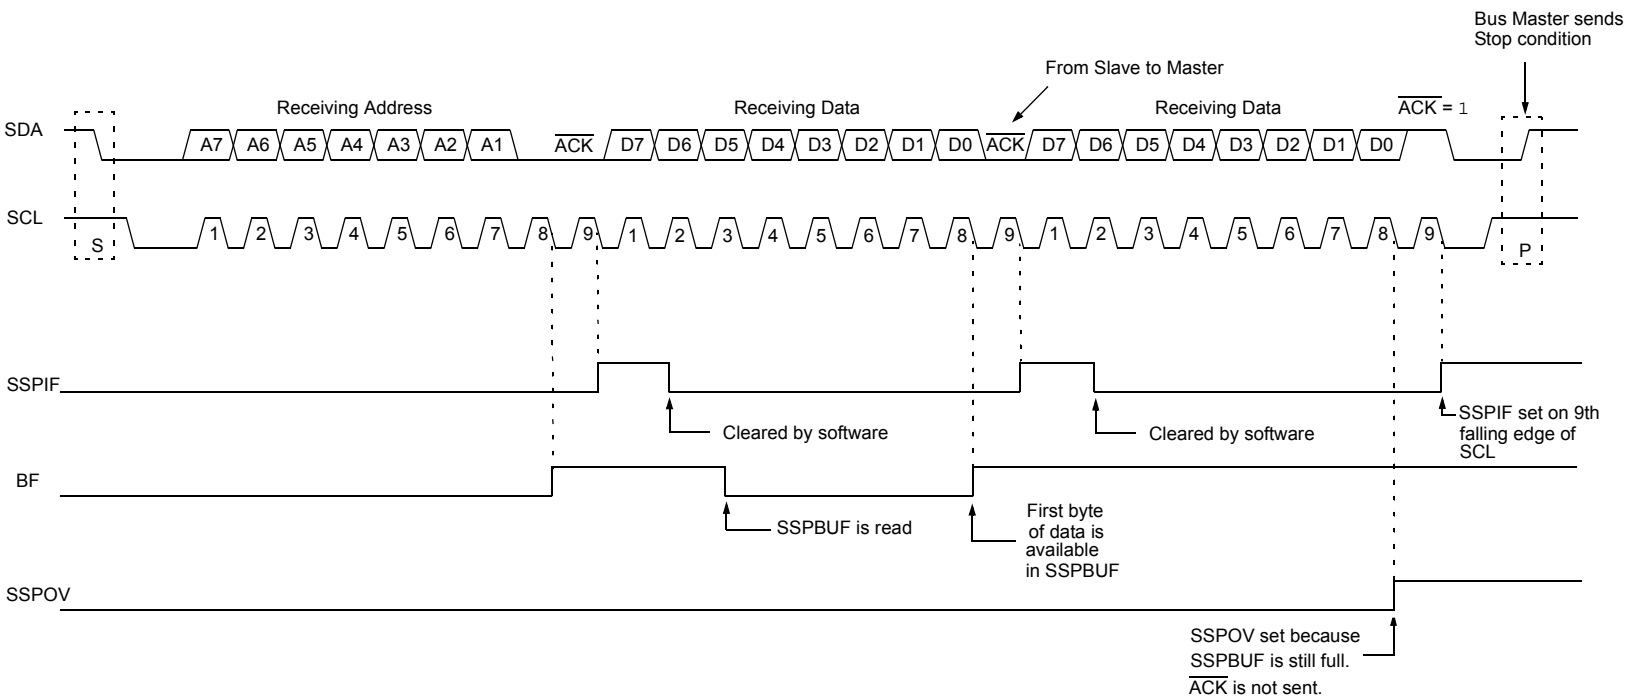 Bus Master sends
Stop condition
From Slave to Master
Receiving Address
Receiving Data
Receiving Data
ACK = 1
SDA
A7 A6 A5 A4 A3 A2 A1 ACK D7 D6 D5 D4 D3 D2 D1 D0 ACK D7 D6 D5 D4 D3 D2 D1 D0
SCL
S
1 2 3 4 5 6 7 8 9 1 2 3 4 5 6 7 8 9 1 2 3 4 5 6 7 8 9
P
SSPIF
Cleared by software
Cleared by software
SSPIF set on 9th
falling edge of
SCL
BF
SSPBUF is read
First byte
of data is
available
in SSPBUF
SSPOV
SSPOV set because
SSPBUF is still full.
ACK is not sent.